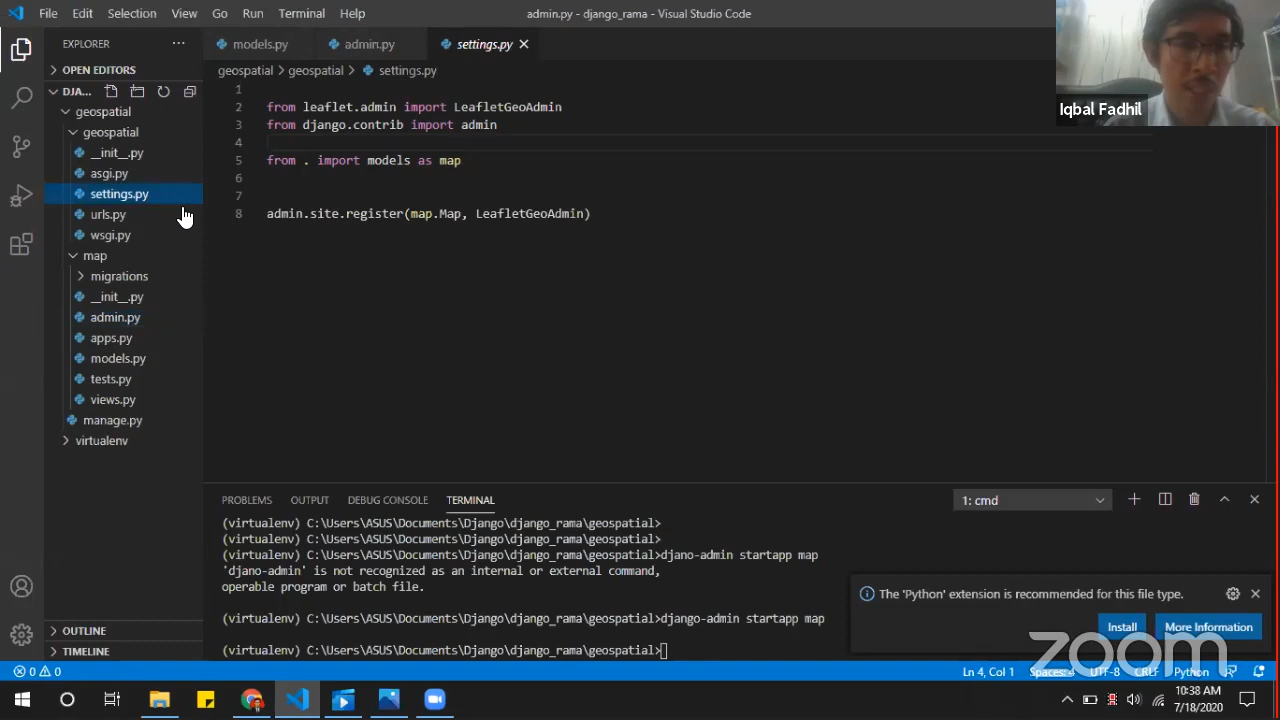 File Edit Selection View Go Run Terminal Help
admin.py - django_rama - Visual Studio Code
EXPLORER
OPEN EDITORS
DJA...
geospatial
geospatial
__init__.py
asgi.py
settings.py
urls.py
wsgi.py
map
migrations
__init__.py
admin.py
apps.py
models.py
tests.py
views.py
manage.py
virtualenv
OUTLINE
TIMELINE
models.py admin.py settings.py
geospatial > geospatial > settings.py
1
2 from leaflet.admin import LeafletGeoAdmin
3 from django.contrib import admin
4
5 from . import models as map
6
7
8 admin.site.register(map.Map, LeafletGeoAdmin)
Iqbal Fadhil
PROBLEMS OUTPUT DEBUG CONSOLE TERMINAL
1: cmd
(virtualenv) C:\Users\ASUS\Documents\Django\django_rama\geospatial>
(virtualenv) C:\Users\ASUS\Documents\Django\django_rama\geospatial>
(virtualenv) C:\Users\ASUS\Documents\Django\django_rama\geospatial>djano-admin startapp map
'djano-admin' is not recognized as an internal or external command,
operable program or batch file.
(virtualenv) C:\Users\ASUS\Documents\Django\django_rama\geospatial>django-admin startapp map
(virtualenv) C:\Users\ASUS\Documents\Django\django_rama\geospatial>
The 'Python' extension is recommended for this file type.
Install More Information
zoom
0 0
Ln 4, Col 1 Spaces: 4 UTF-8 CRLF Python
10:38 AM
7/18/2020